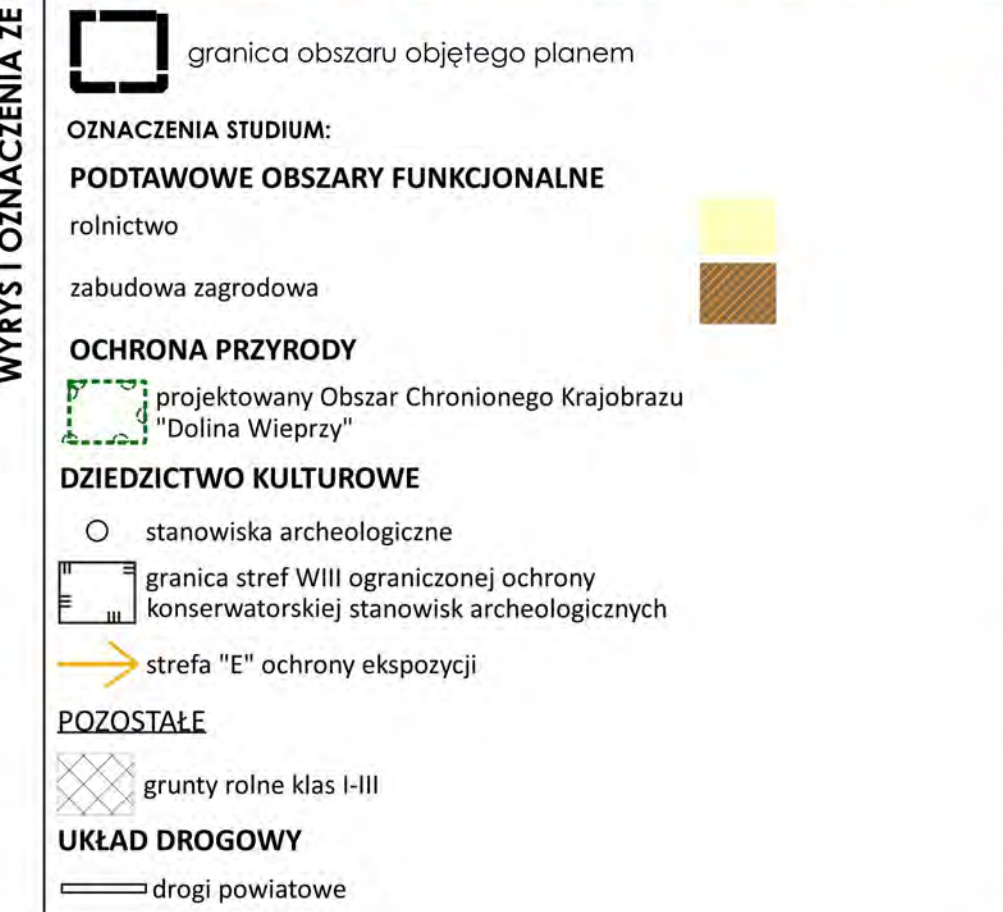 WYRYS I OZNACZENIA ZE
granica obszaru objętego planem
OZNACZENIA STUDIUM:
PODTAWOWE OBSZARY FUNKCJONALNE
rolnictwo
zabudowa zagrodowa
OCHRONA PRZYRODY
projektowany Obszar Chronionego Krajobrazu
"Dolina Wieprzy"
DZIEDZICTWO KULTUROWE
stanowiska archeologiczne
granica stref WIII ograniczonej ochrony
konserwatorskiej stanowisk archeologicznych
strefa "E" ochrony ekspozycji
POZOSTAŁE
grunty rolne klas I-III
UKŁAD DROGOWY
drogi powiatowe